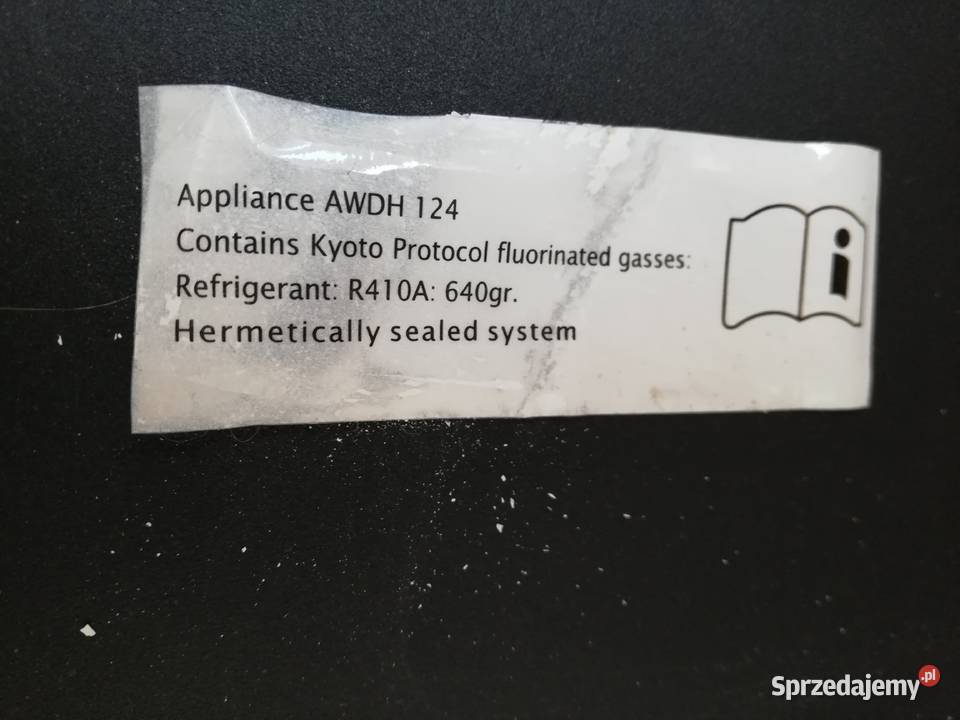 Appliance AWDH 124
Contains Kyoto Protocol fluorinated gasses:
Refrigerant: R410A: 640gr.
Hermetically sealed system
i
Sprzedajemy.pl